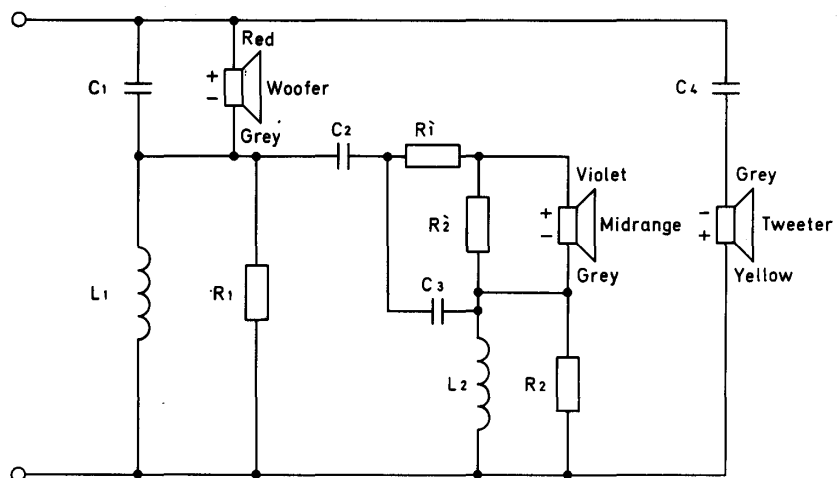 Red
C1
+
-
Woofer
C4
Grey
C2
R1̀
Violet
Grey
+
-
Midrange
-
+
Tweeter
R2̀
Grey
Yellow
C3
L1
R1
L2
R2